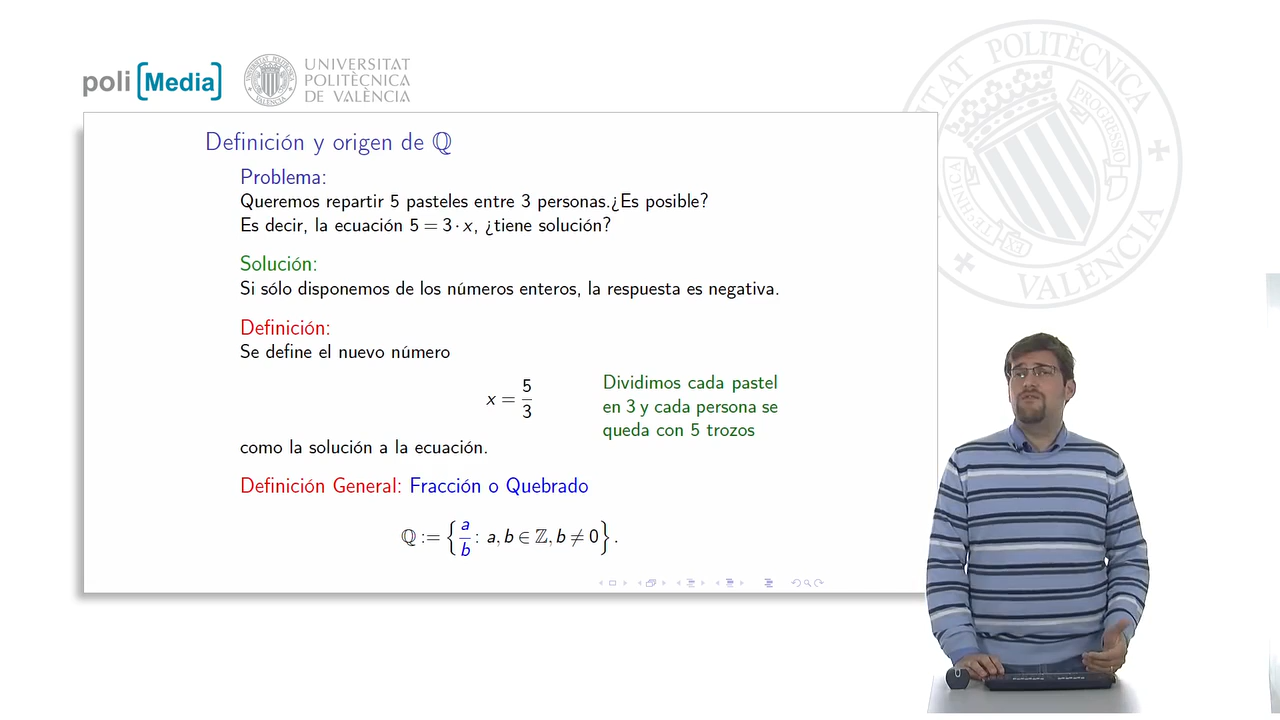 poli [Media]
UNIVERSITAT
POLITÈCNICA
DE VALÈNCIA
Definición y origen de ℚ
Problema:
Queremos repartir 5 pasteles entre 3 personas.¿Es posible?
Es decir, la ecuación 5 = 3 · x, ¿tiene solución?
Solución:
Si sólo disponemos de los números enteros, la respuesta es negativa.
Definición:
Se define el nuevo número
x = 5/3
Dividimos cada pastel
en 3 y cada persona se
queda con 5 trozos
como la solución a la ecuación.
Definición General: Fracción o Quebrado
ℚ := { a/b : a, b ∈ ℤ, b ≠ 0 } .
POLITÈCNICA
VALÈNCIA
PROGRESSIO